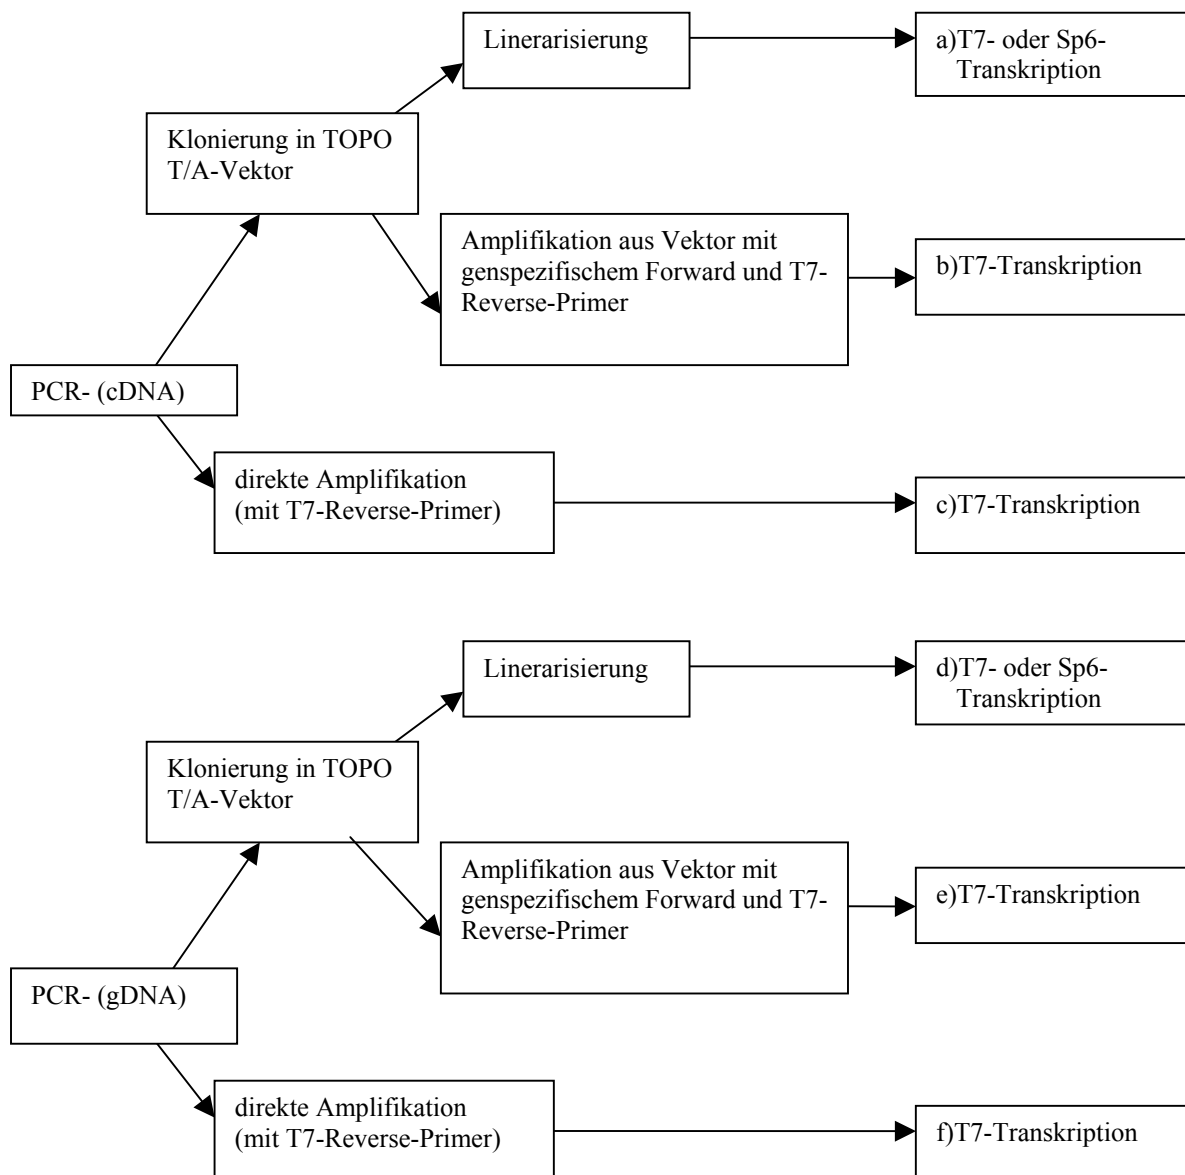 Linerarisierung
a)T7- oder Sp6-
Transkription
Klonierung in TOPO
T/A-Vektor
Amplifikation aus Vektor mit
genspezifischem Forward und T7-
Reverse-Primer
b)T7-Transkription
PCR- (cDNA)
direkte Amplifikation
(mit T7-Reverse-Primer)
c)T7-Transkription
Linerarisierung
d)T7- oder Sp6-
Transkription
Klonierung in TOPO
T/A-Vektor
Amplifikation aus Vektor mit
genspezifischem Forward und T7-
Reverse-Primer
e)T7-Transkription
PCR- (gDNA)
direkte Amplifikation
(mit T7-Reverse-Primer)
f)T7-Transkription